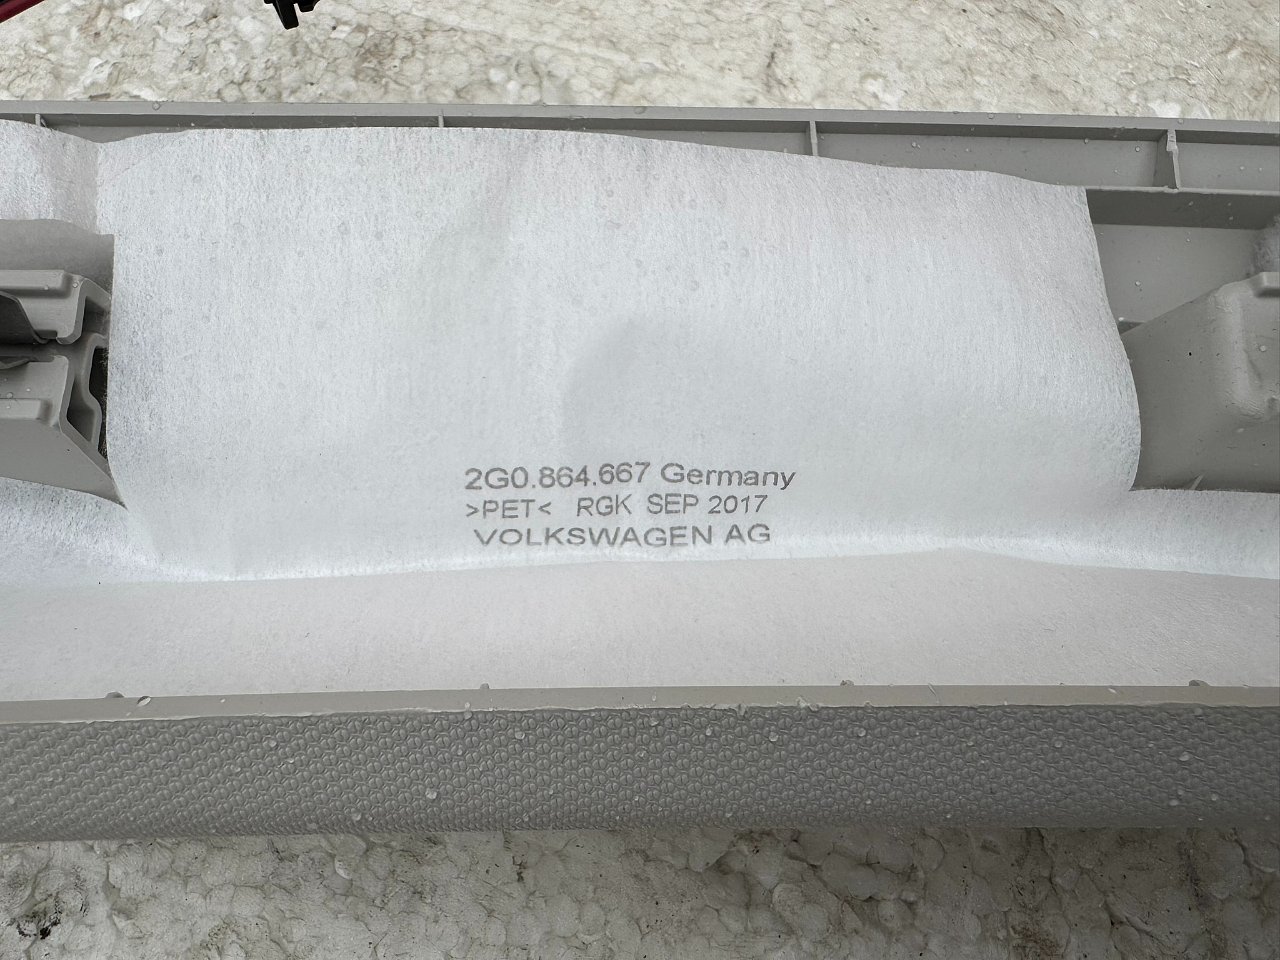 2G0.864.667 Germany
>PET< RGK SEP 2017
VOLKSWAGEN AG